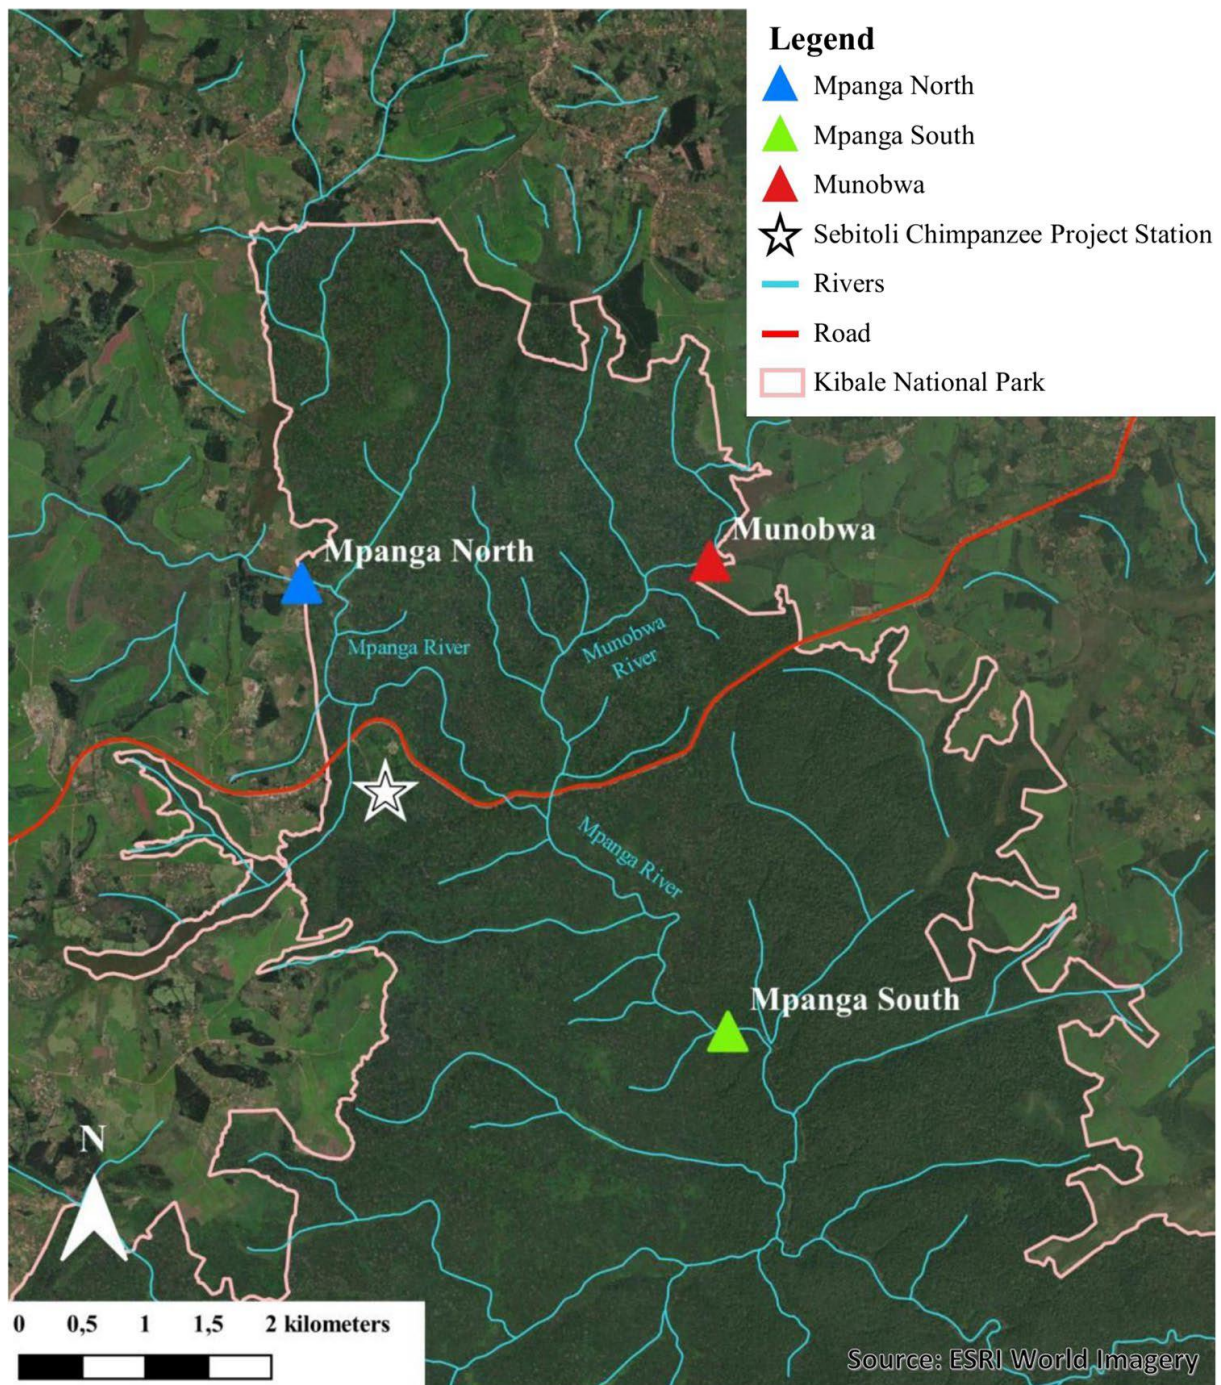 Legend
Mpanga North
Mpanga South
Munobwa
Sebitoli Chimpanzee Project Station
Rivers
Road
Kibale National Park
Munobwa
Mpanga North
Mpanga River
Munobwa
River
Mpanga River
Mpanga South
N
0 0,5 1 1,5 2 kilometers
Source: ESRI World Imagery